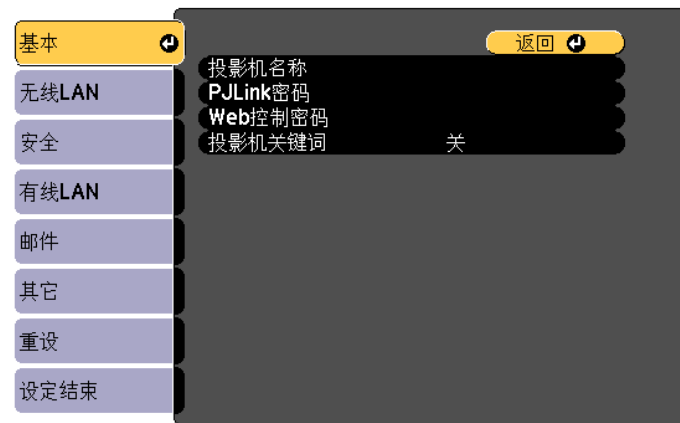 基本
无线LAN
安全
有线LAN
邮件
其它
重设
设定结束
返回
投影机名称
PJLink密码
Web控制密码
投影机关键词 关